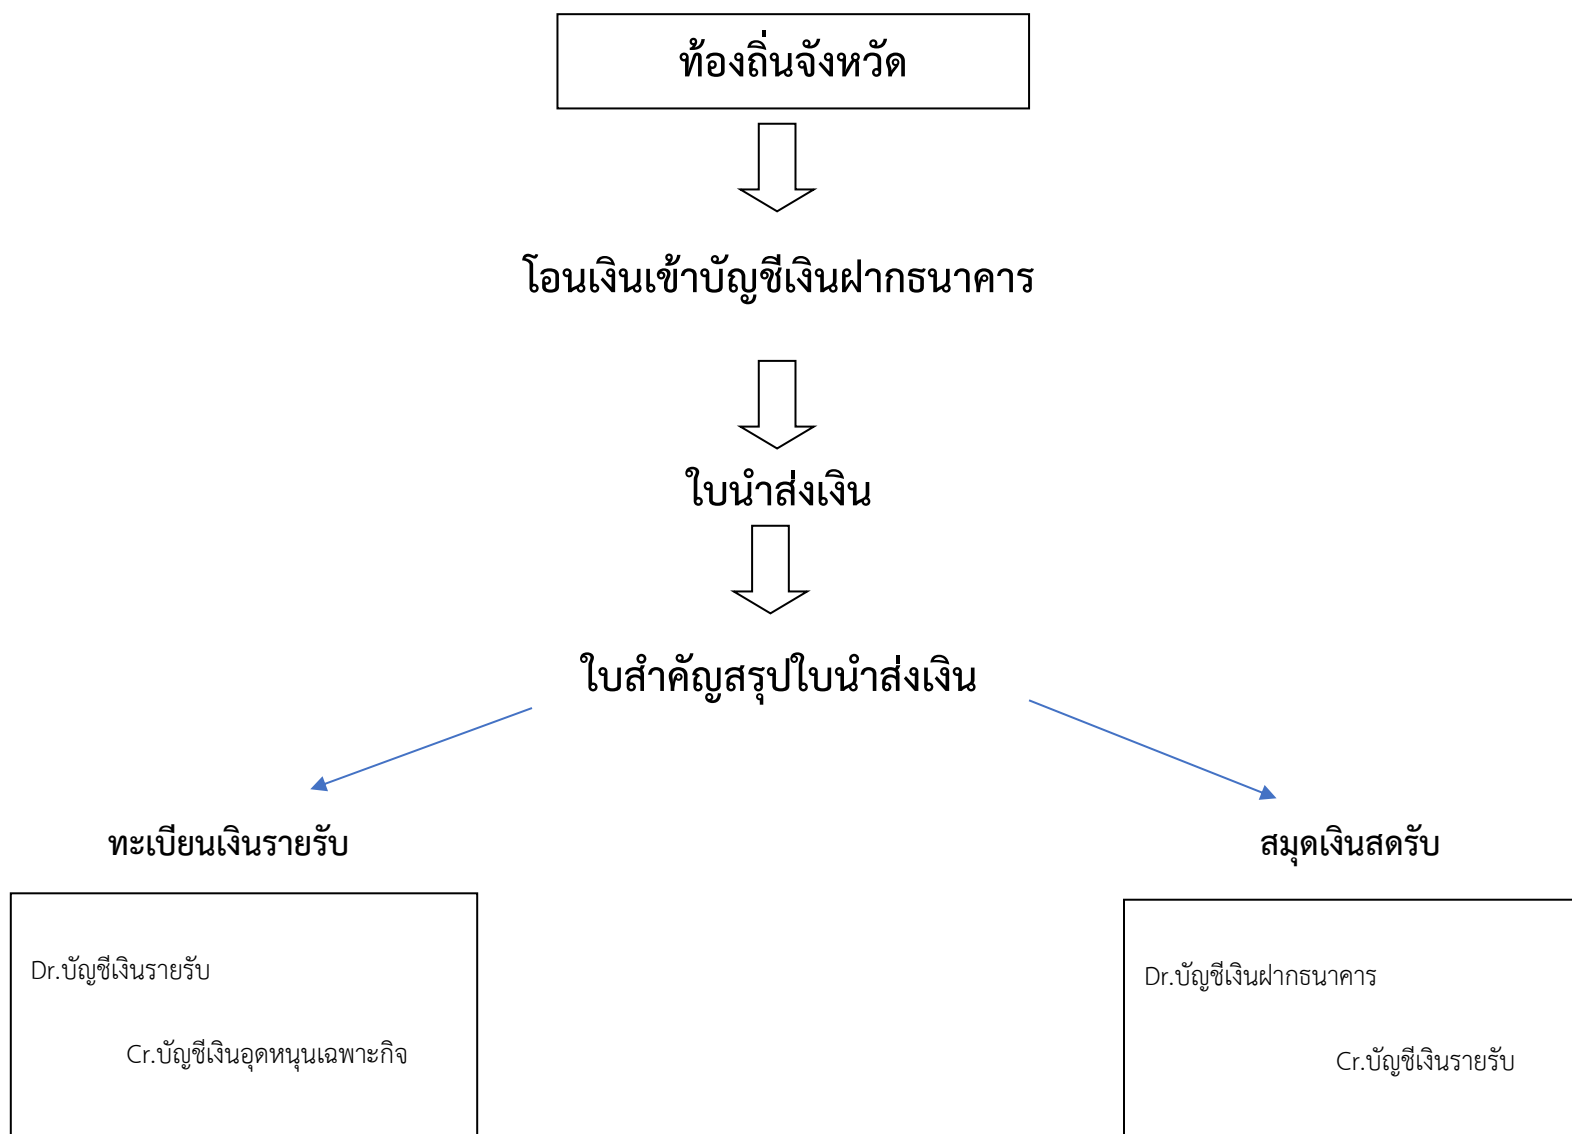 ท้องถิ่นจังหวัด
โอนเงินเข้าบัญชีเงินฝากธนาคาร
ใบนำส่งเงิน
ใบสำคัญสรุปใบนำส่งเงิน
ทะเบียนเงินรายรับ
สมุดเงินสดรับ
Dr.บัญชีเงินรายรับ
Cr.บัญชีเงินอุดหนุนเฉพาะกิจ
Dr.บัญชีเงินฝากธนาคาร
Cr.บัญชีเงินรายรับ